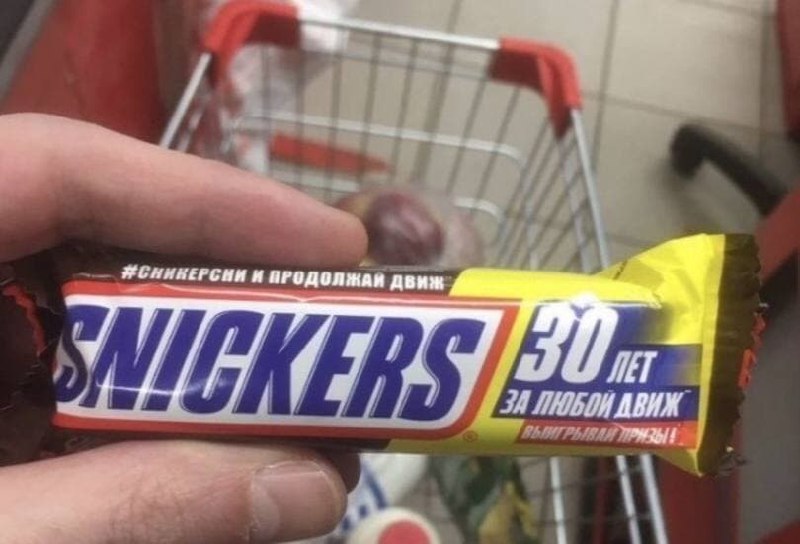 #СНИКЕРСНИ И ПРОДОЛЖАЙ ДВИЖ
SNICKERS®
30 ЛЕТ
ЗА ЛЮБОЙ ДВИЖ
ВЫИГРЫВАЙ ПРИЗЫ!